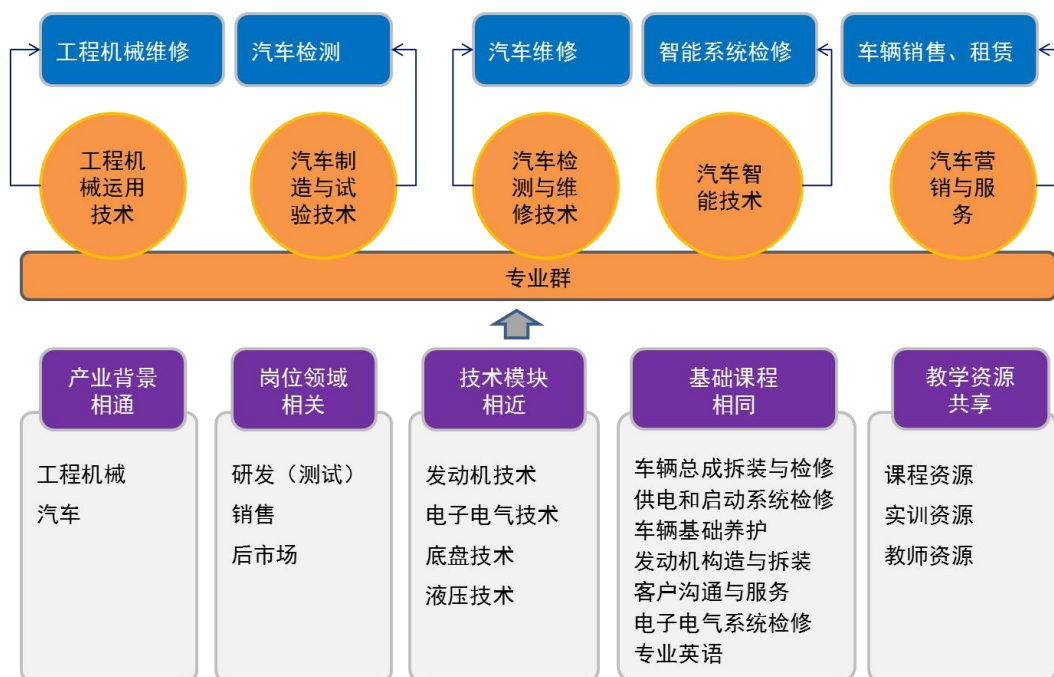 工程机械维修
汽车检测
汽车维修
智能系统检修
车辆销售、租赁
工程机
械运用
技术
汽车制
造与试
验技术
汽车检
测与维
修技术
汽车智
能技术
汽车营
销与服
务
专业群
产业背景
相通
岗位领域
相关
技术模块
相近
基础课程
相同
教学资源
共享
工程机械
汽车
研发（测试）
销售
后市场
发动机技术
电子电气技术
底盘技术
液压技术
车辆总成拆装与检修
供电和启动系统检修
车辆基础养护
发动机构造与拆装
客户沟通与服务
电子电气系统检修
专业英语
课程资源
实训资源
教师资源